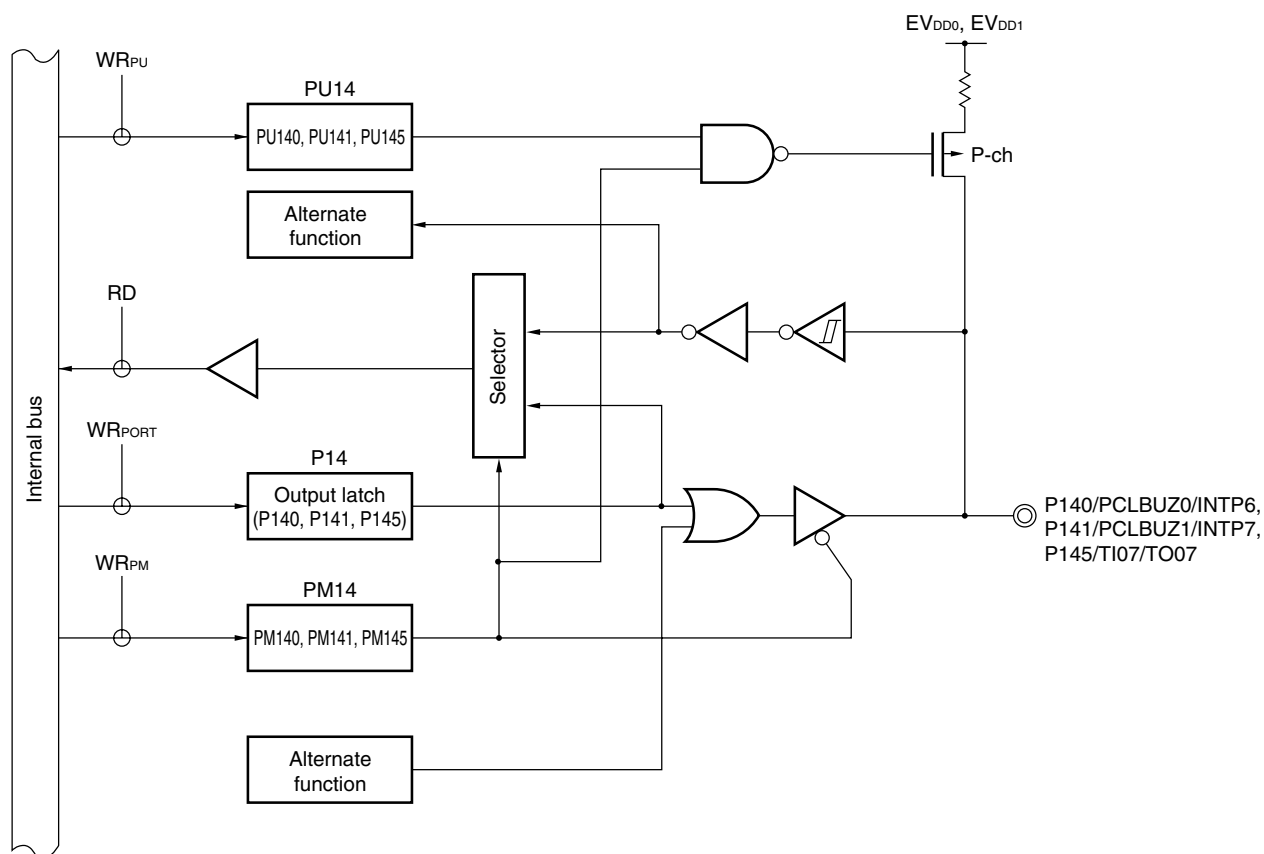 EVDD0, EVDD1
WRPU
PU14
PU140, PU141, PU145
P-ch
Alternate
function
RD
Selector
Internal bus
WRPORT
P14
Output latch
(P140, P141, P145)
P140/PCLBUZ0/INTP6,
P141/PCLBUZ1/INTP7,
P145/TI07/TO07
WRPM
PM14
PM140, PM141, PM145
Alternate
function